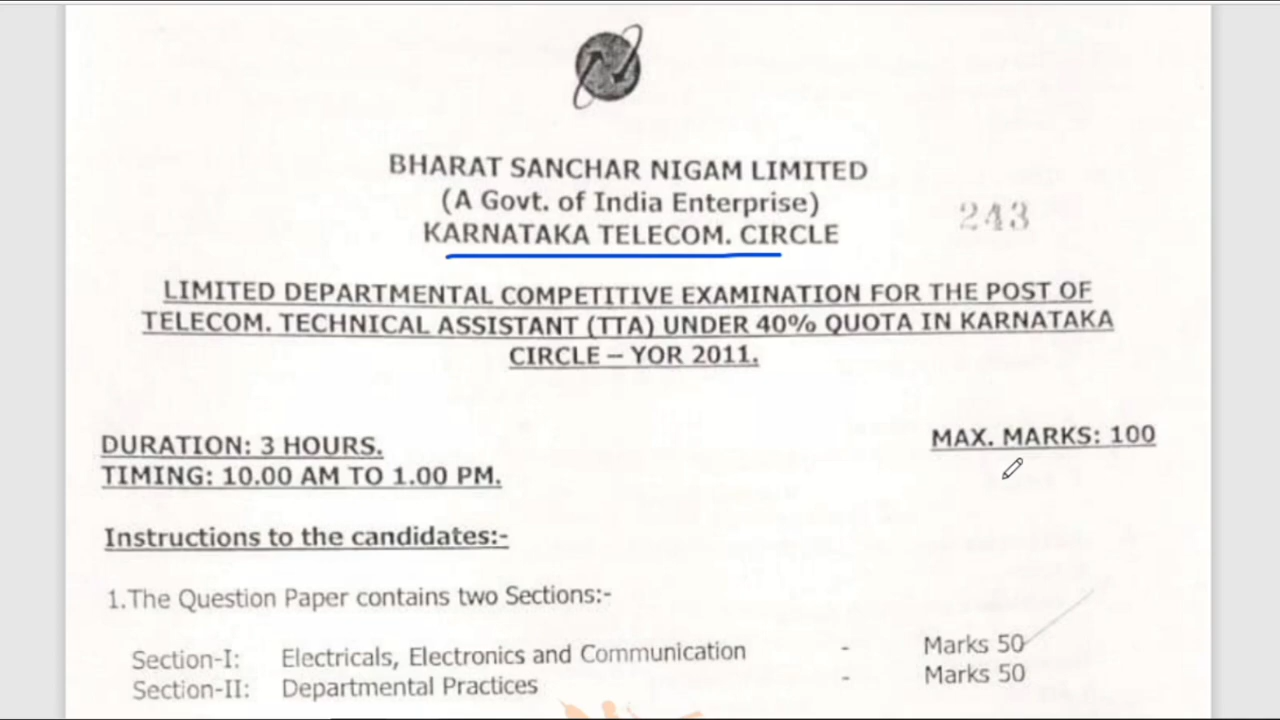 BHARAT SANCHAR NIGAM LIMITED
(A Govt. of India Enterprise)
KARNATAKA TELECOM. CIRCLE
243
LIMITED DEPARTMENTAL COMPETITIVE EXAMINATION FOR THE POST OF
TELECOM. TECHNICAL ASSISTANT (TTA) UNDER 40% QUOTA IN KARNATAKA
CIRCLE – YOR 2011.
DURATION: 3 HOURS. MAX. MARKS: 100
TIMING: 10.00 AM TO 1.00 PM.
Instructions to the candidates:-
1.The Question Paper contains two Sections:-
Section-I: Electricals, Electronics and Communication - Marks 50
Section-II: Departmental Practices - Marks 50